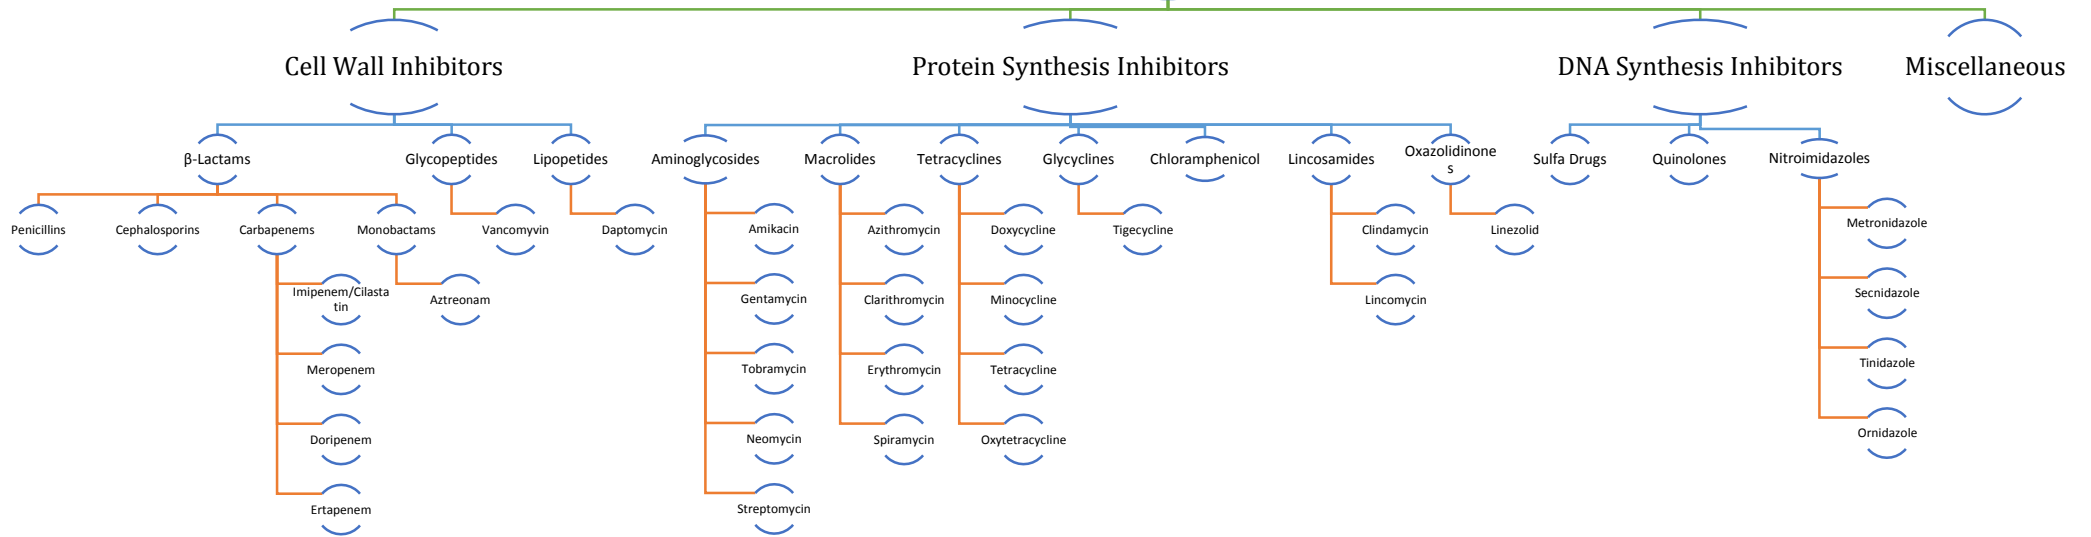 Cell Wall Inhibitors
Protein Synthesis Inhibitors
DNA Synthesis Inhibitors
Miscellaneous
β-Lactams
Glycopeptides
Lipopetides
Aminoglycosides
Macrolides
Tetracyclines
Glycyclines
Chloramphenicol
Lincosamides
Oxazolidinone
s
Sulfa Drugs
Quinolones
Nitroimidazoles
Penicillins
Cephalosporins
Carbapenems
Monobactams
Vancomyvin
Daptomycin
Amikacin
Azithromycin
Doxycycline
Tigecycline
Clindamycin
Linezolid
Metronidazole
Imipenem/Cilasta
tin
Aztreonam
Gentamycin
Clarithromycin
Minocycline
Lincomycin
Secnidazole
Meropenem
Tobramycin
Erythromycin
Tetracycline
Tinidazole
Doripenem
Neomycin
Spiramycin
Oxytetracycline
Ornidazole
Ertapenem
Streptomycin